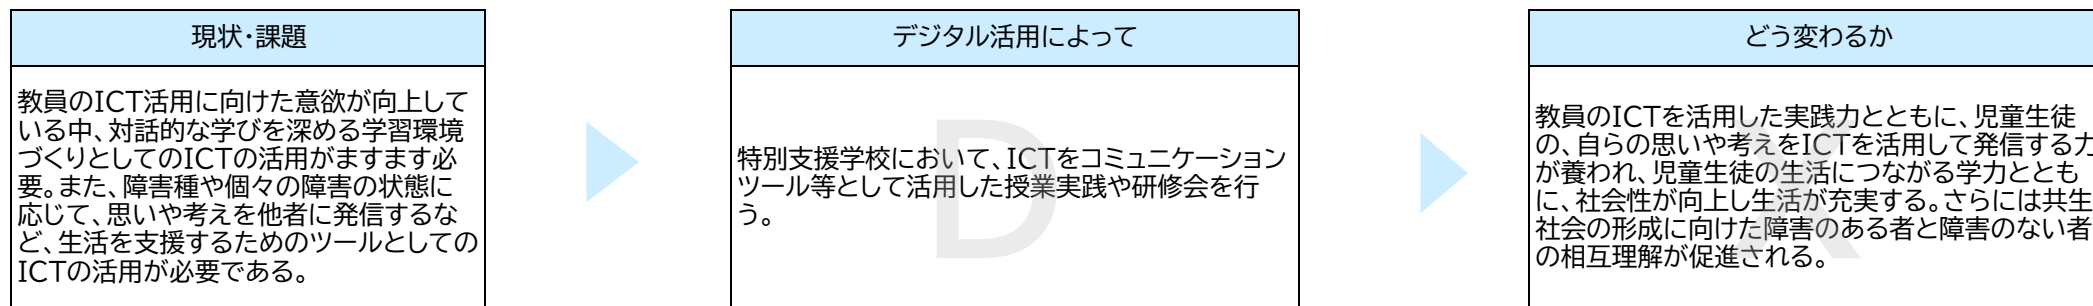 現状・課題
教員のICT活用に向けた意欲が向上して
いる中、対話的な学びを深める学習環境
づくりとしてのICTの活用がますます必
要。また、障害種や個々の障害の状態に
応じて、思いや考えを他者に発信するな
ど、生活を支援するためのツールとしての
ICTの活用が必要である。
デジタル活用によって
特別支援学校において、ICTをコミュニケーション
ツール等として活用した授業実践や研修会を行
う。
D
どう変わるか
教員のICTを活用した実践力とともに、児童生徒
の、自らの思いや考えをICTを活用して発信する力
が養われ、児童生徒の生活につながる学力ととも
に、社会性が向上し生活が充実する。さらには共生
社会の形成に向けた障害のある者と障害のない者
の相互理解が促進される。
X